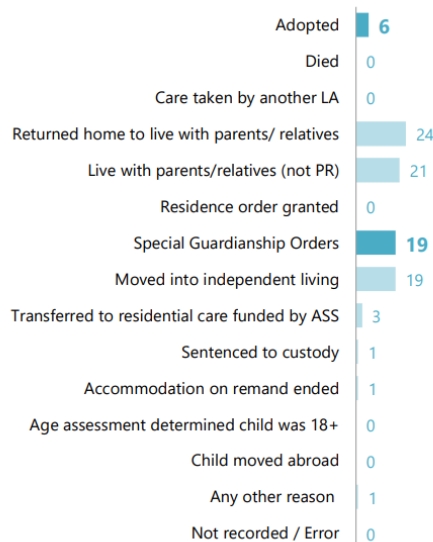 Adopted 6
Died 0
Care taken by another LA 0
Returned home to live with parents/ relatives 24
Live with parents/relatives (not PR) 21
Residence order granted 0
Special Guardianship Orders 19
Moved into independent living 19
Transferred to residential care funded by ASS 3
Sentenced to custody 1
Accommodation on remand ended 1
Age assessment determined child was 18+ 0
Child moved abroad 0
Any other reason 1
Not recorded / Error 0